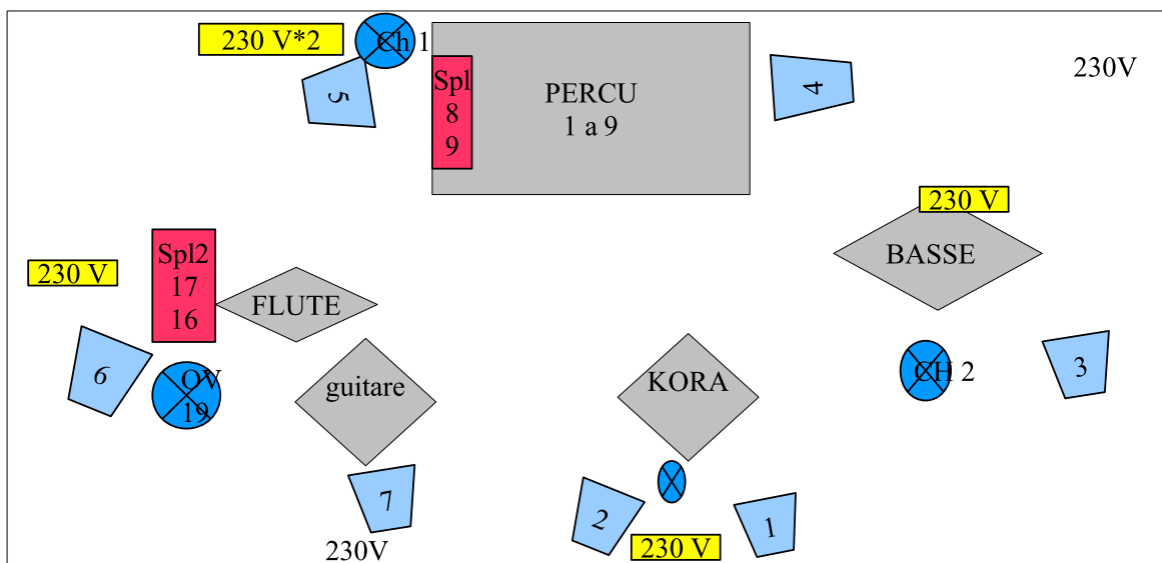 230 V*2
Ch 1
5
Spl
8
9
PERCU
1 a 9
4
230V
230 V
BASSE
230 V
Spl2
17
16
FLUTE
6
OV
19
guitare
KORA
CH 2
3
7
230V
2
230 V
1